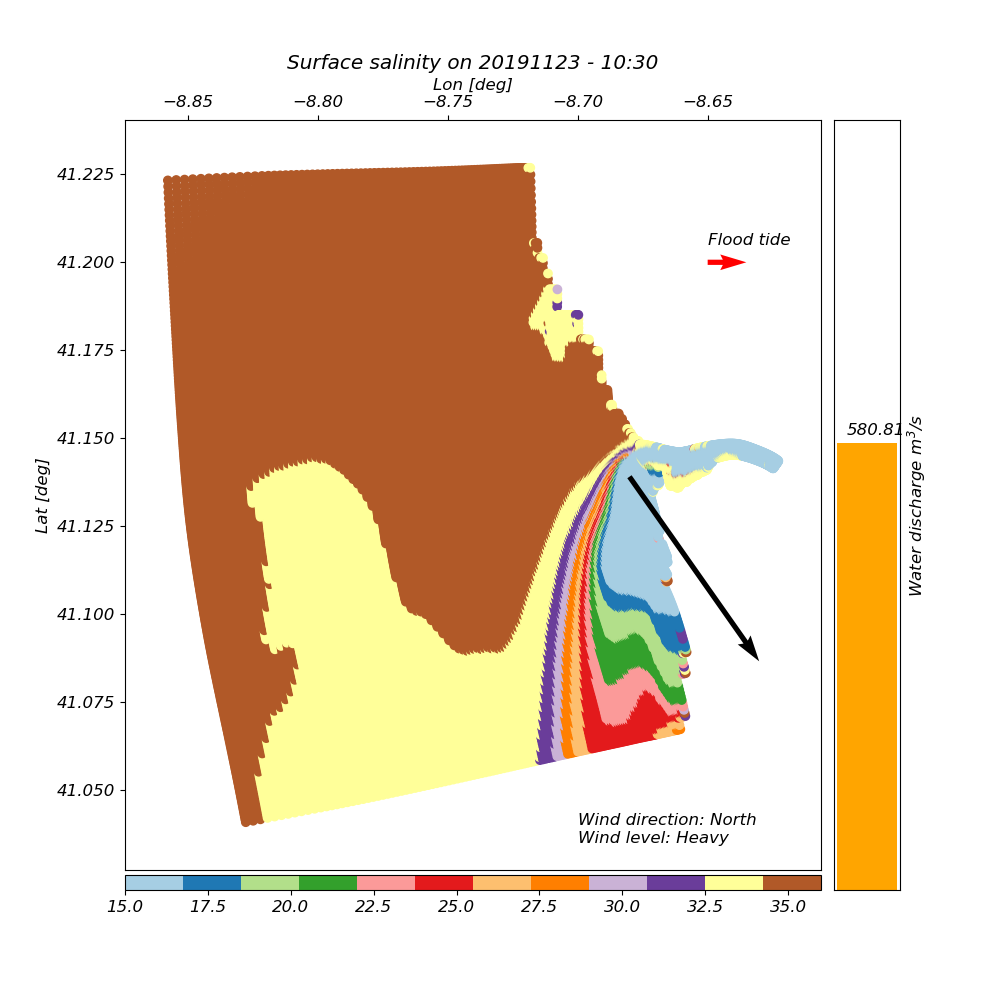 Surface salinity on 20191123 - 10:30
Lon [deg]
−8.85 −8.80 −8.75 −8.70 −8.65
41.225
41.200
41.175
41.150
41.125
41.100
41.075
41.050
Lat [deg]
Flood tide
580.81
Water discharge m³/s
Wind direction: North
Wind level: Heavy
15.0 17.5 20.0 22.5 25.0 27.5 30.0 32.5 35.0